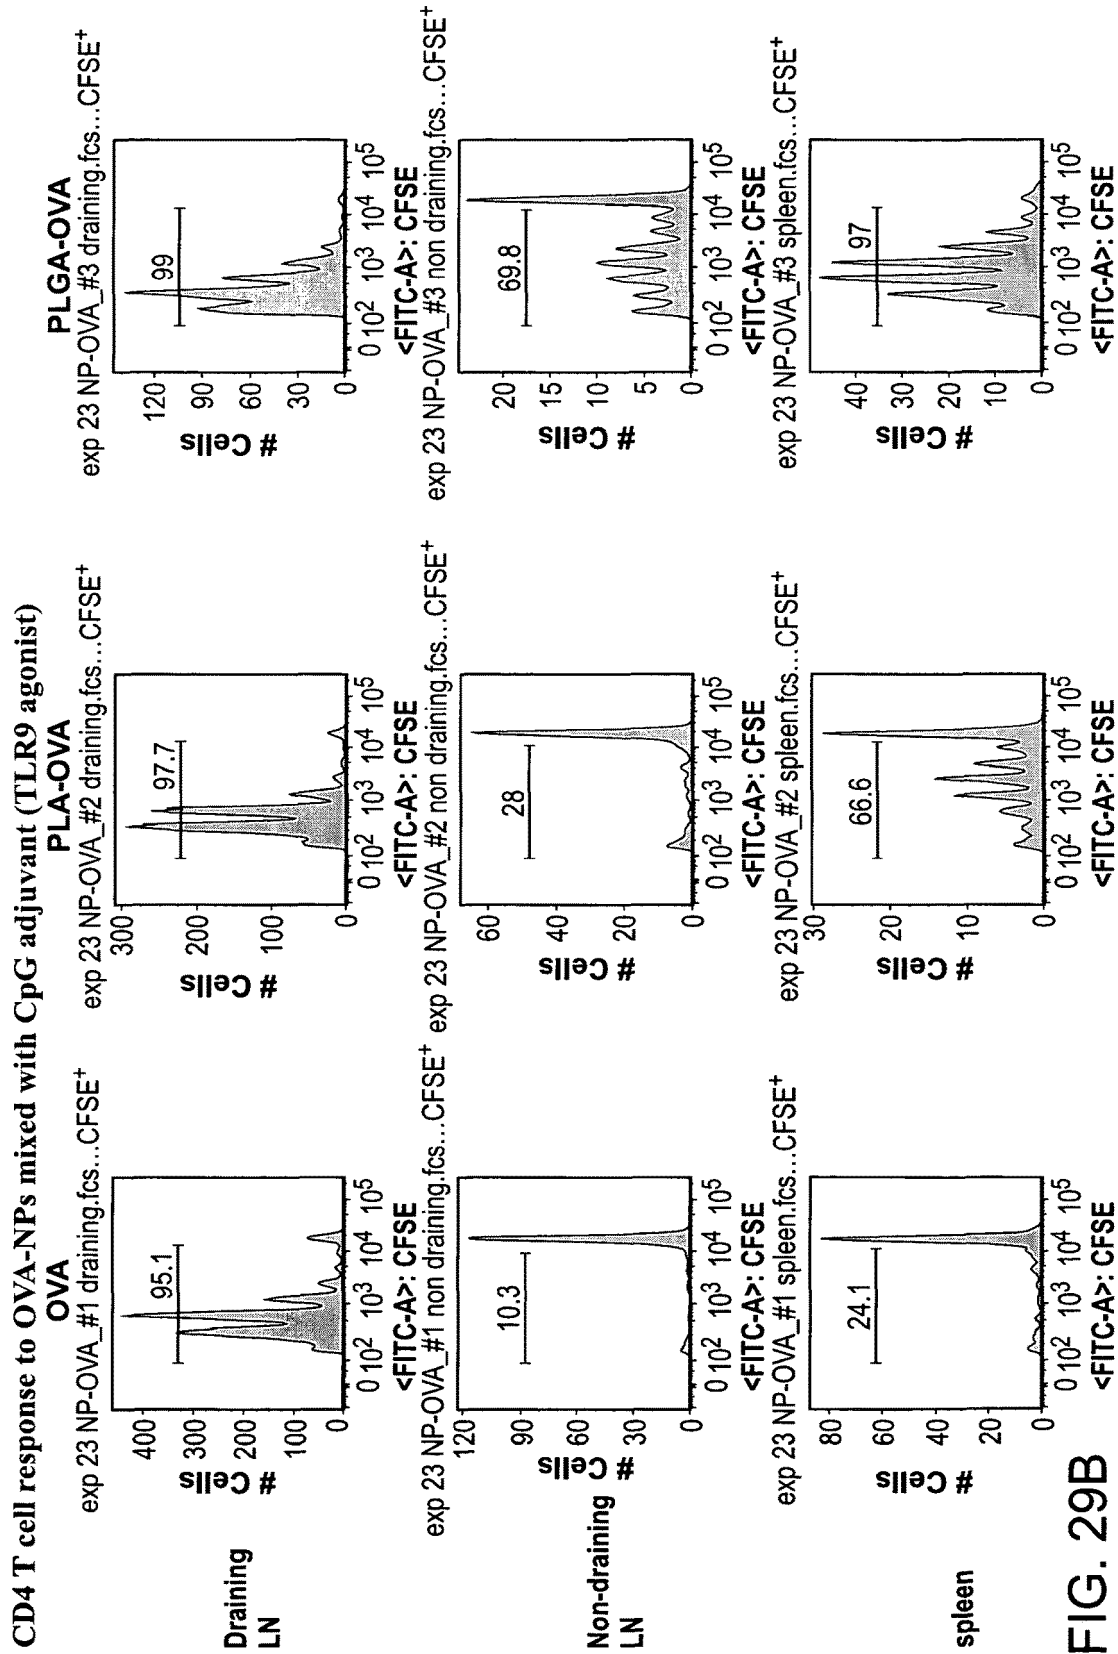 CD4 T cell response to OVA-NPs mixed with CpG adjuvant (TLR9 agonist)
OVA
exp 23 NP-OVA_#1 draining.fcs...CFSE+
Draining
LN
# Cells
400
300
200
100
0
95.1
0 10² 10³ 10⁴ 10⁵
<FITC-A>: CFSE
PLA-OVA
exp 23 NP-OVA_#2 draining.fcs...CFSE+
# Cells
300
200
100
0
97.7
0 10² 10³ 10⁴ 10⁵
<FITC-A>: CFSE
PLGA-OVA
exp 23 NP-OVA_#3 draining.fcs...CFSE+
# Cells
120
90
60
30
0
99
0 10² 10³ 10⁴ 10⁵
<FITC-A>: CFSE
exp 23 NP-OVA_#1 non draining.fcs...CFSE+
Non-draining
LN
# Cells
120
90
60
30
0
10.3
0 10² 10³ 10⁴ 10⁵
<FITC-A>: CFSE
exp 23 NP-OVA_#2 non draining.fcs...CFSE+
# Cells
60
40
20
0
28
0 10² 10³ 10⁴ 10⁵
<FITC-A>: CFSE
exp 23 NP-OVA_#3 non draining.fcs...CFSE+
# Cells
20
15
10
5
0
69.8
0 10² 10³ 10⁴ 10⁵
<FITC-A>: CFSE
exp 23 NP-OVA_#1 spleen.fcs...CFSE+
spleen
# Cells
80
60
40
20
0
24.1
0 10² 10³ 10⁴ 10⁵
<FITC-A>: CFSE
exp 23 NP-OVA_#2 spleen.fcs...CFSE+
# Cells
30
20
10
0
66.6
0 10² 10³ 10⁴ 10⁵
<FITC-A>: CFSE
exp 23 NP-OVA_#3 spleen.fcs...CFSE+
# Cells
40
30
20
10
0
97
0 10² 10³ 10⁴ 10⁵
<FITC-A>: CFSE
FIG. 29B